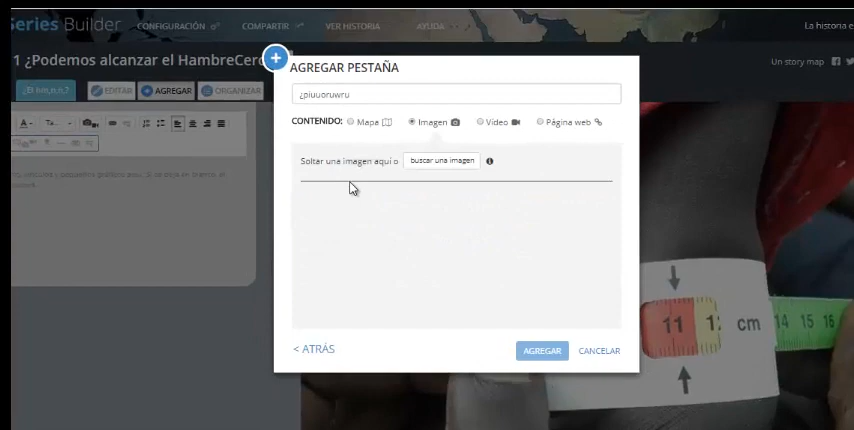 Series Builder CONFIGURACIÓN COMPARTIR VER HISTORIA AYUDA La historia e
1 ¿Podemos alcanzar el HambreCero
Un story map
EDITAR AGREGAR ORGANIZAR
AGREGAR PESTAÑA
CONTENIDO: Mapa Imagen Vídeo Página web
Soltar una imagen aquí o buscar una imagen
< ATRÁS AGREGAR CANCELAR
11 1 cm 14 15 16